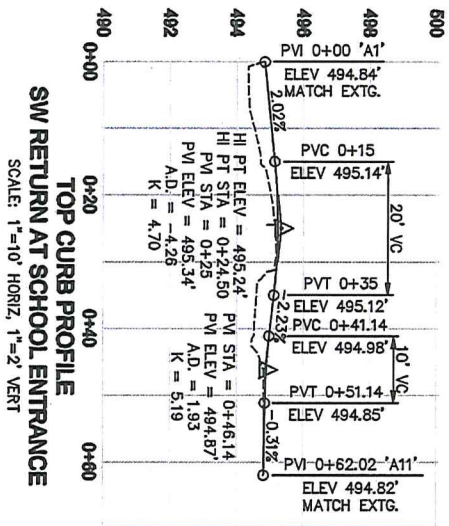 490
492
494
496
498
500
0+00
0+20
0+40
0+60
PVI 0+00 'A1'
ELEV 494.84'
MATCH EXTG.
2.02%
PVC 0+15
ELEV 495.14'
20' VC
HI PT ELEV = 495.24'
HI PT STA = 0+24.50
PVI STA = 0+25
PVI ELEV = 495.34'
A.D. = -4.26
K = 4.70
PVT 0+35
ELEV 495.12'
-2.23%
PVC 0+41.14
ELEV 494.98'
10' VC
PVI STA = 0+46.14
PVI ELEV = 494.87'
A.D. = 1.93
K = 5.19
PVT 0+51.14
ELEV 494.85'
-0.31%
PVI 0+62.02 'A11'
ELEV 494.82'
MATCH EXTG.
TOP CURB PROFILE
SW RETURN AT SCHOOL ENTRANCE
SCALE: 1"=10' HORIZ, 1"=2' VERT